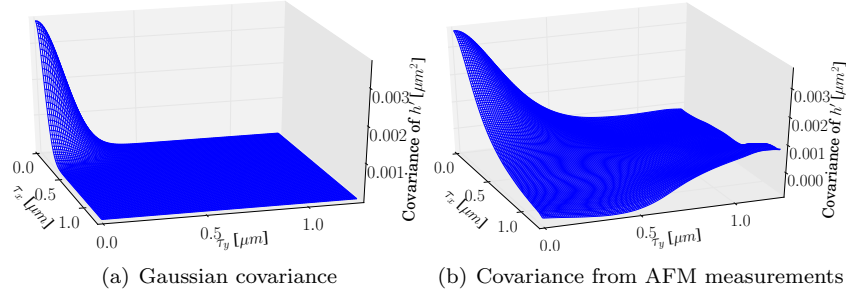 0.003
0.002
0.001
Covariance of h′ [μm²]
0.0
0.5
1.0
τx [μm]
0.0
0.5
1.0
τy [μm]
(a) Gaussian covariance
0.003
0.002
0.001
0.000
Covariance of h′ [μm²]
0.0
0.5
1.0
τx [μm]
0.0
0.5
1.0
τy [μm]
(b) Covariance from AFM measurements